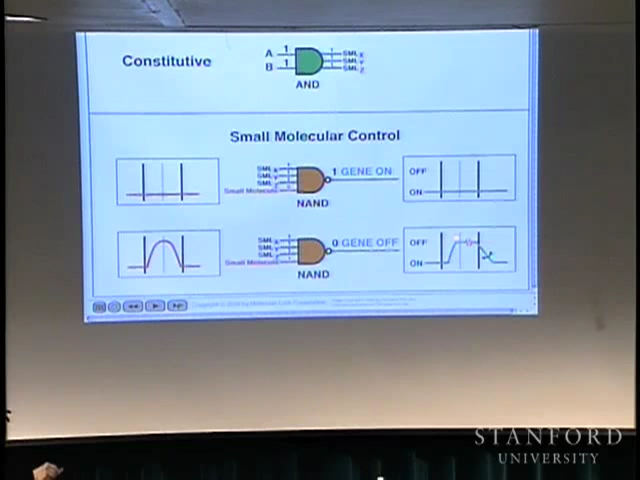 Constitutive
A 1 SML X
B 1 SML Y
SML Z
AND
Small Molecular Control
SML X
SML Y
SML
Small Molecule
1 GENE ON
OFF
ON
NAND
SML X
SML Y
SML
Small Molecule
0 GENE OFF
OFF
ON
NAND
STANFORD
UNIVERSITY